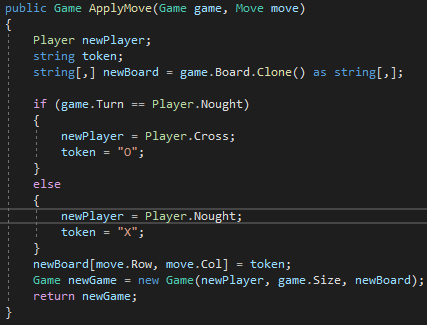 public Game ApplyMove(Game game, Move move)
{
    Player newPlayer;
    string token;
    string[,] newBoard = game.Board.Clone() as string[,];

    if (game.Turn == Player.Nought)
    {
        newPlayer = Player.Cross;
        token = "O";
    }
    else
    {
        newPlayer = Player.Nought;
        token = "X";
    }
    newBoard[move.Row, move.Col] = token;
    Game newGame = new Game(newPlayer, game.Size, newBoard);
    return newGame;
}